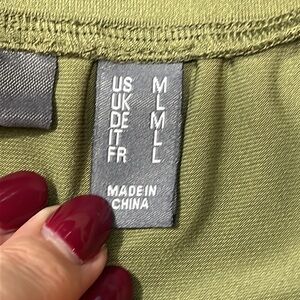 US M
UK L
DE M
IT L
FR L
MADE IN
CHINA